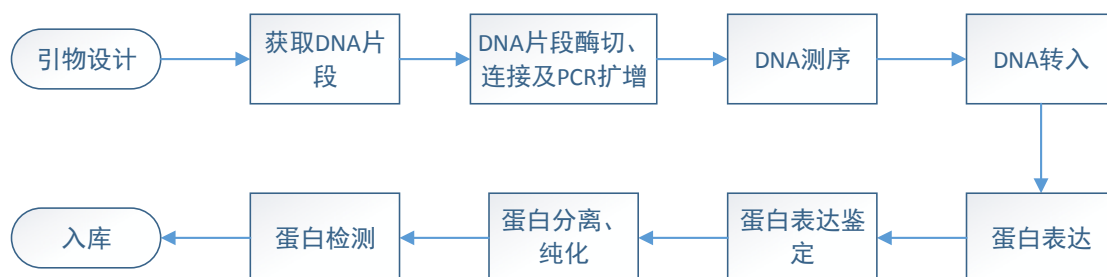 引物设计
获取DNA片
段
DNA片段酶切、
连接及PCR扩增
DNA测序
DNA转入
蛋白表达
蛋白表达鉴
定
蛋白分离、
纯化
蛋白检测
入库